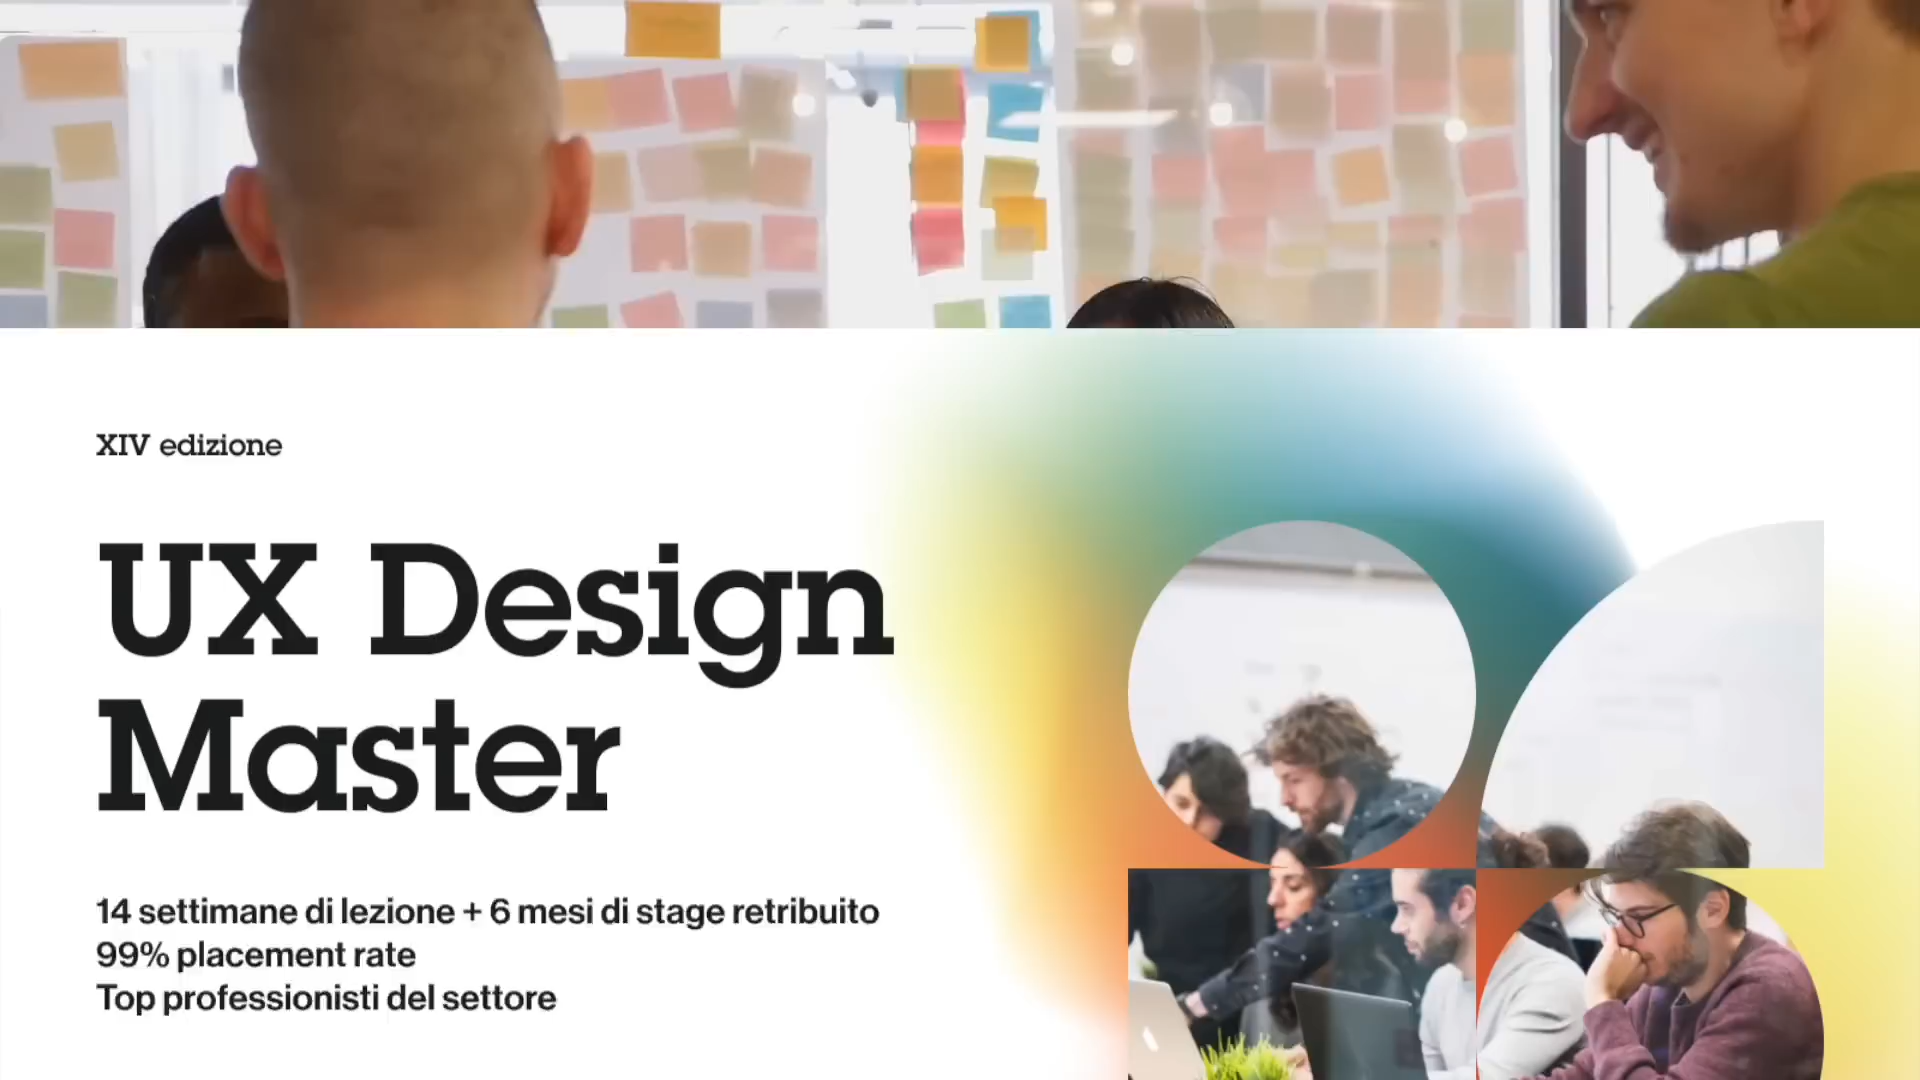 XIV edizione
UX Design
Master
14 settimane di lezione + 6 mesi di stage retribuito
99% placement rate
Top professionisti del settore